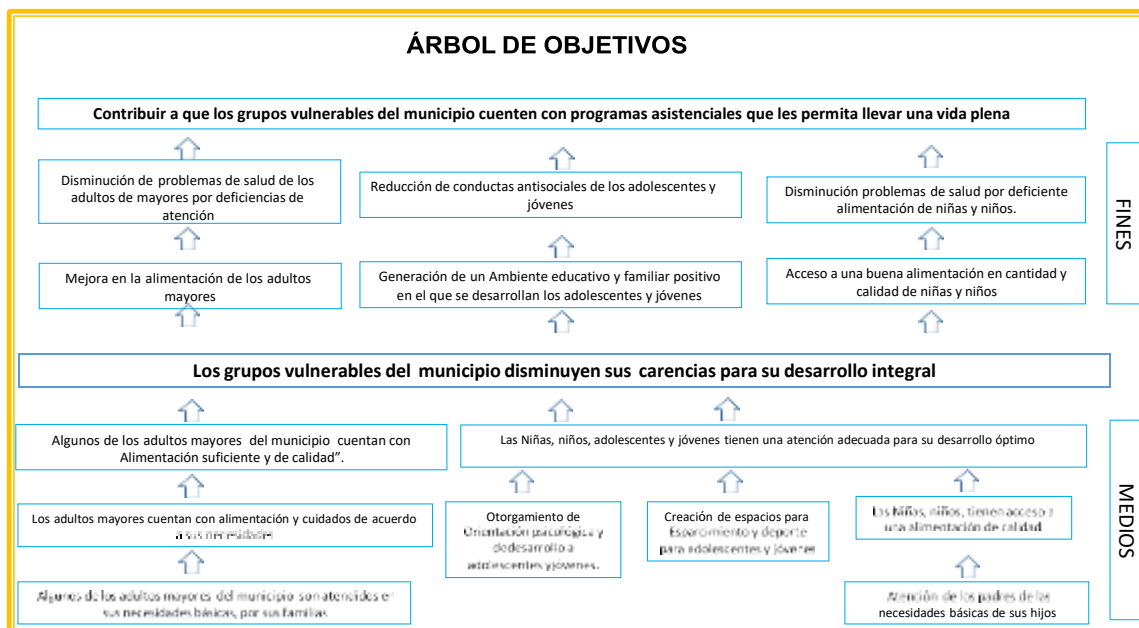 ÁRBOL DE OBJETIVOS
Contribuir a que los grupos vulnerables del municipio cuenten con programas asistenciales que les permita llevar una vida plena
Disminución de problemas de salud de los
adultos de mayores por deficiencias de
atención
Reducción de conductas antisociales de los adolescentes y
jóvenes
Disminución problemas de salud por deficiente
alimentación de niñas y niños.
FINES
Mejora en la alimentación de los adultos
mayores
Generación de un Ambiente educativo y familiar positivo
en el que se desarrollan los adolescentes y jóvenes
Acceso a una buena alimentación en cantidad y
calidad de niñas y niños
Los grupos vulnerables del municipio disminuyen sus carencias para su desarrollo integral
Algunos de los adultos mayores del municipio cuentan con
Alimentación suficiente y de calidad”.
Las Niñas, niños, adolescentes y jóvenes tienen una atención adecuada para su desarrollo óptimo
MEDIOS
Los adultos mayores cuentan con alimentación y cuidados de acuerdo
a sus necesidades
Otorgamiento de
Orientación psicológica y
dedesarrollo a
adolescentes yjóvenes.
Creación de espacios para
Esparcimiento y deporte
para adolescentes y jóvenes
Las Niñas, niños, tienen acceso a
una alimentación de calidad
Algunos de los adultos mayores del municipio son atendidos en
sus necesidades básicas, por sus familias
Atención de los padres de las
necesidades básicas de sus hijos